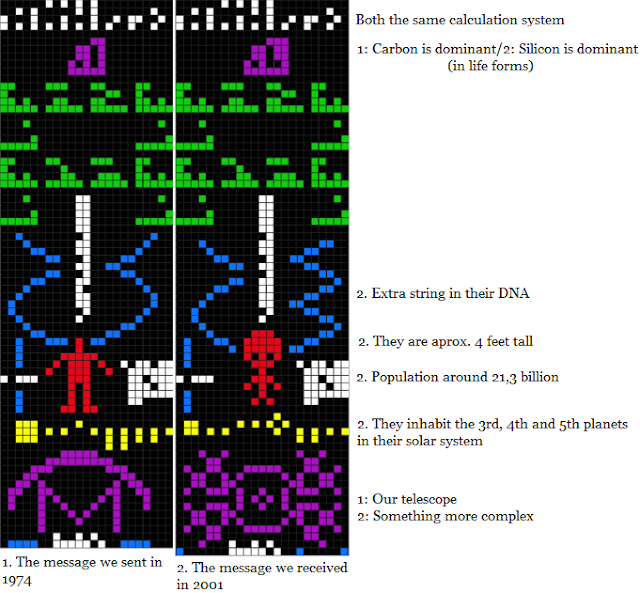 Both the same calculation system
1: Carbon is dominant/2: Silicon is dominant
(in life forms)
2. Extra string in their DNA
2. They are aprox. 4 feet tall
2. Population around 21,3 billion
2. They inhabit the 3rd, 4th and 5th planets
in their solar system
1: Our telescope
2: Something more complex
1. The message we sent in
1974
2. The message we received
in 2001